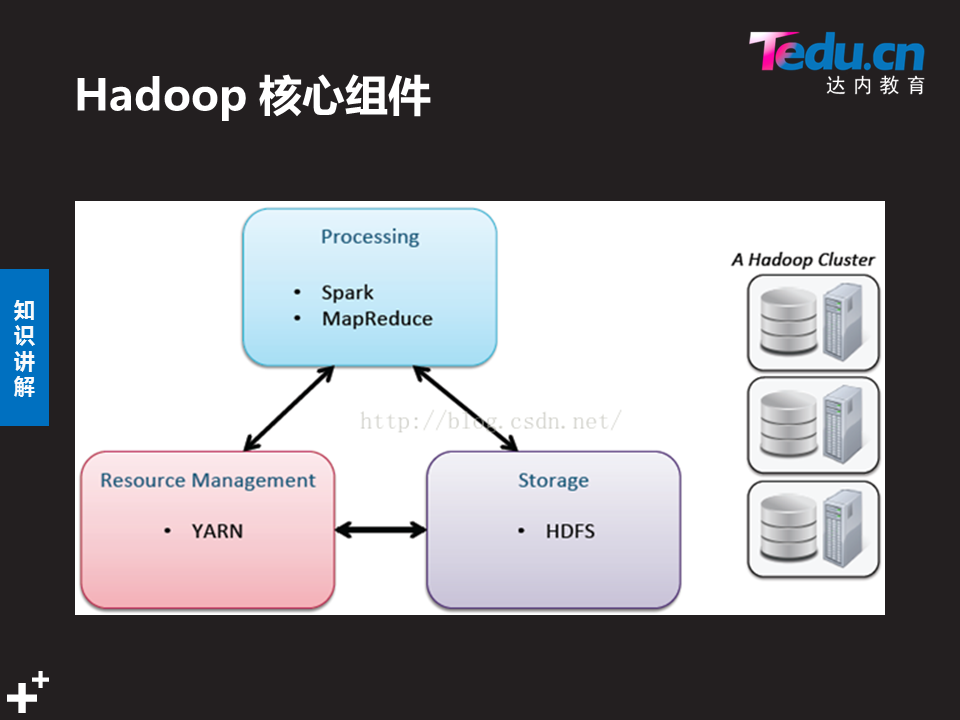 Tedu.cn
达内教育
Hadoop 核心组件
知识讲解
Processing
• Spark
• MapReduce
A Hadoop Cluster
http://blog.csdn.net/
Resource Management
• YARN
Storage
• HDFS